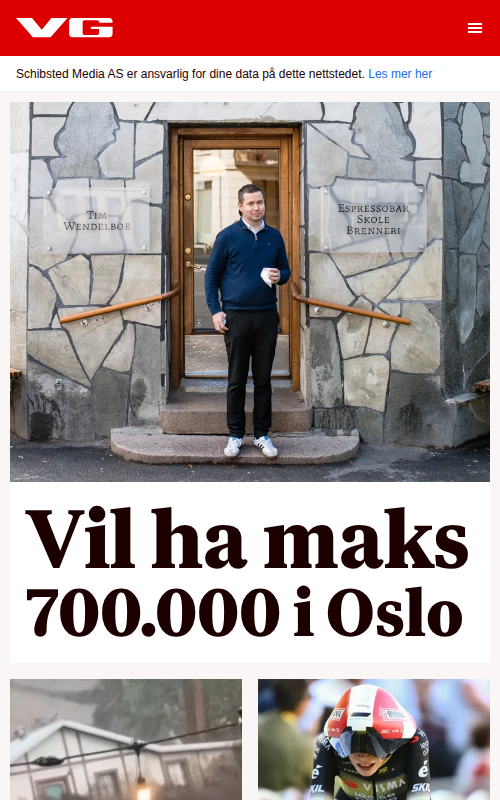 VG
Schibsted Media AS er ansvarlig for dine data på dette nettstedet. Les mer her
Tim
Wendelboe
Espressobar
Skole
Brenneri
Vil ha maks
700.000 i Oslo
VISMA